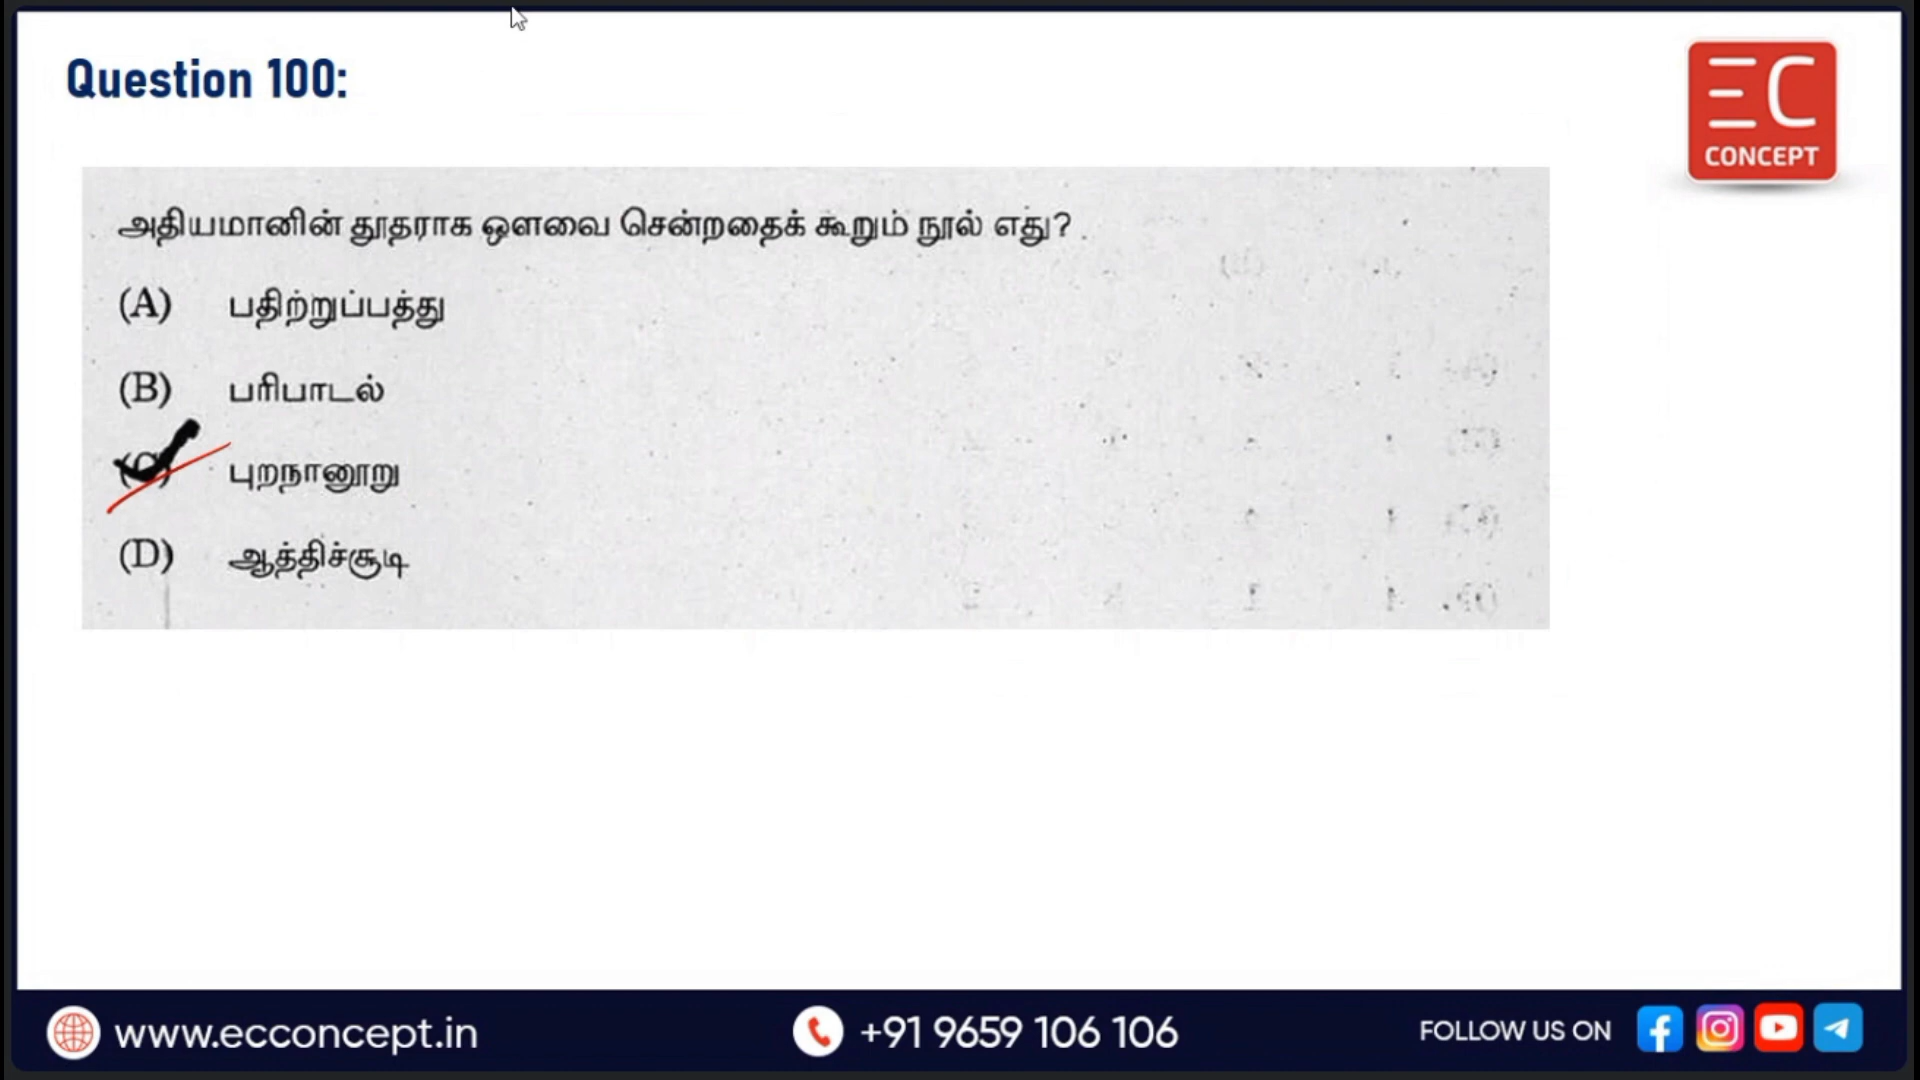 Question 100:
EC
CONCEPT
அதியமானின் தூதராக ஔவை சென்றதைக் கூறும் நூல் எது?
(A) பதிற்றுப்பத்து
(B) பரிபாடல்
(C) புறநானூறு
(D) ஆத்திச்சூடி
www.ecconcept.in
+91 9659 106 106
FOLLOW US ON